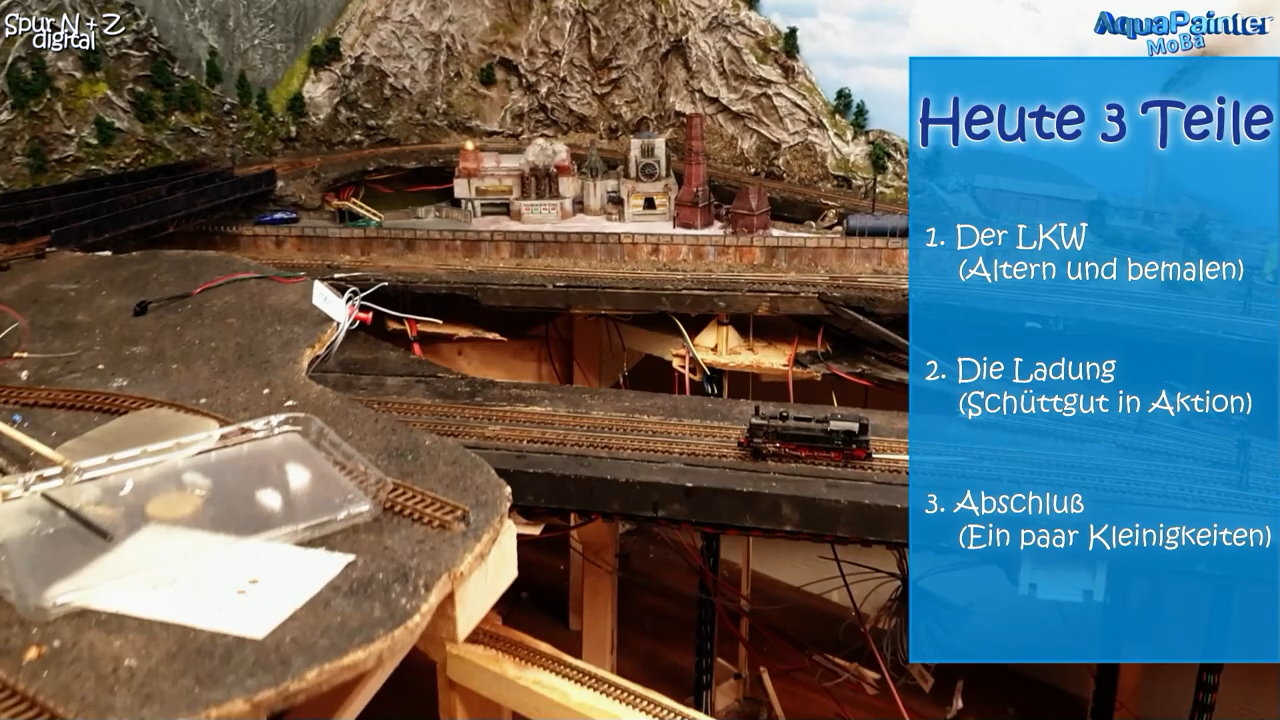 Spur N + Z
digital
AquaPainter
MoBa
Heute 3 Teile
1. Der LKW
(Altern und bemalen)
2. Die Ladung
(Schüttgut in Aktion)
3. Abschluß
(Ein paar Kleinigkeiten)